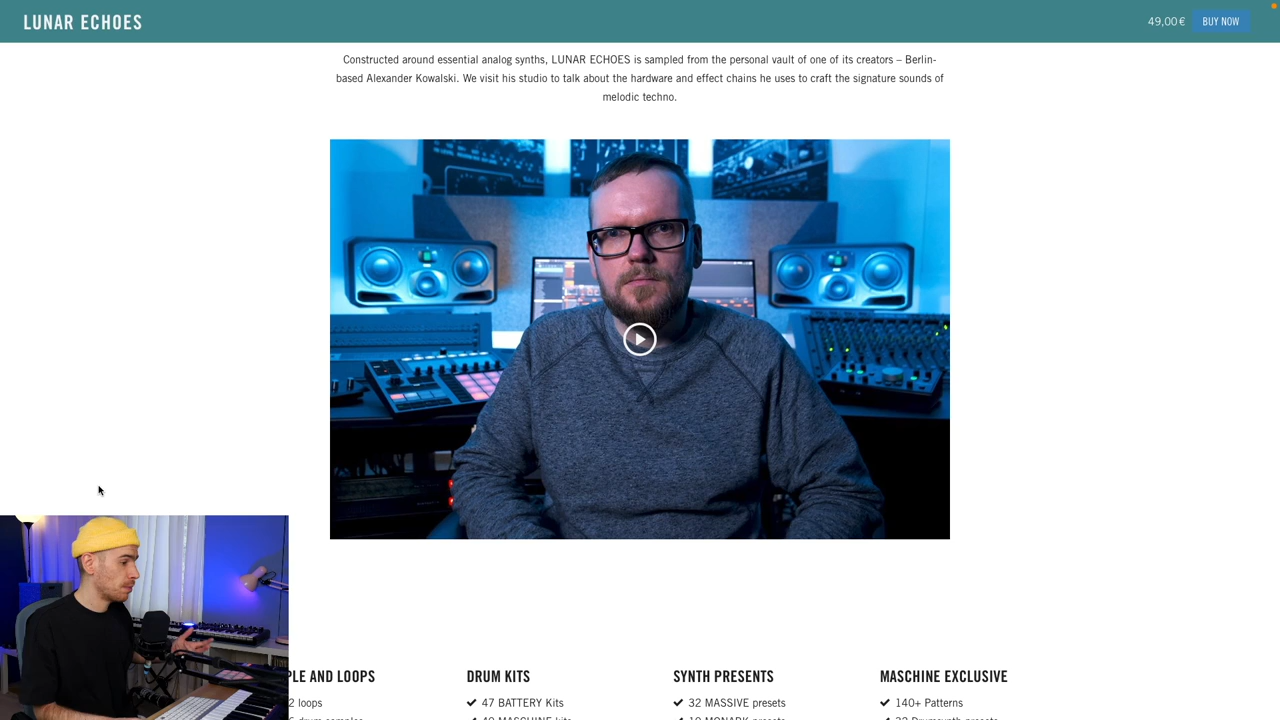 LUNAR ECHOES
49,00 €
BUY NOW
Constructed around essential analog synths, LUNAR ECHOES is sampled from the personal vault of one of its creators – Berlin-
based Alexander Kowalski. We visit his studio to talk about the hardware and effect chains he uses to craft the signature sounds of
melodic techno.
PLE AND LOOPS
DRUM KITS
SYNTH PRESENTS
MASCHINE EXCLUSIVE
2 loops
47 BATTERY Kits
32 MASSIVE presets
140+ Patterns